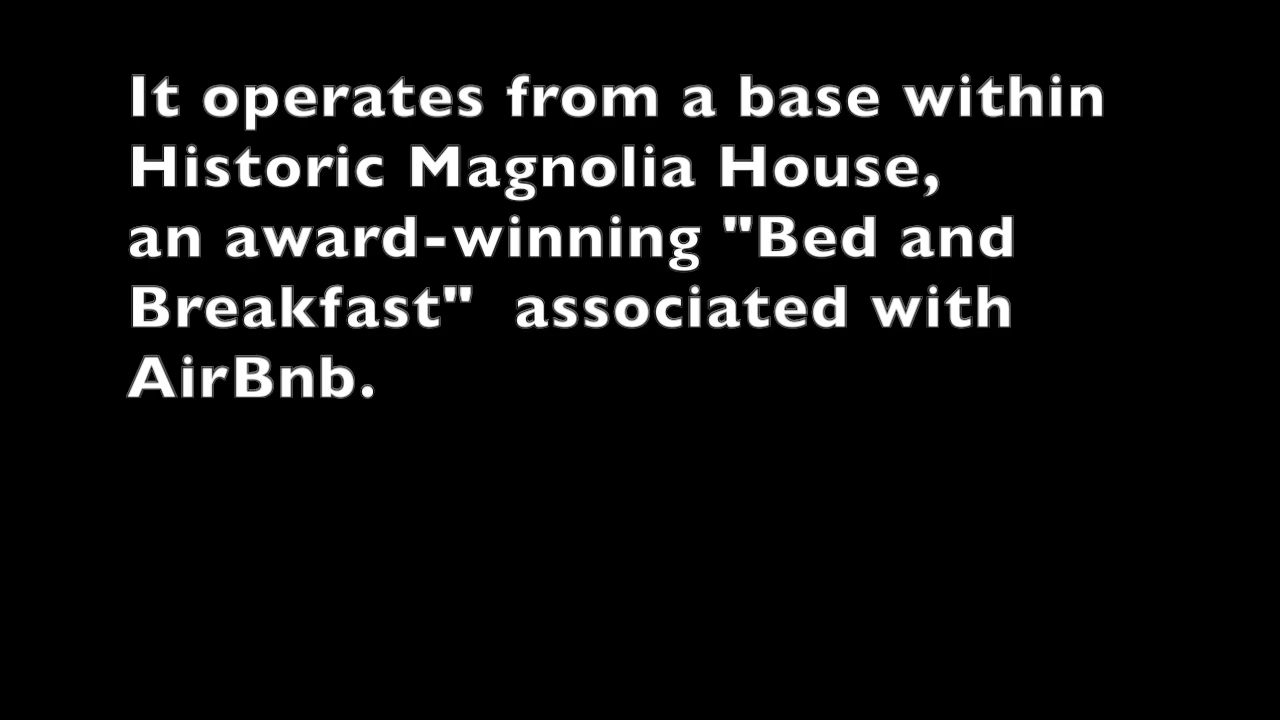 It operates from a base within
Historic Magnolia House,
an award-winning "Bed and
Breakfast"  associated with
AirBnb.